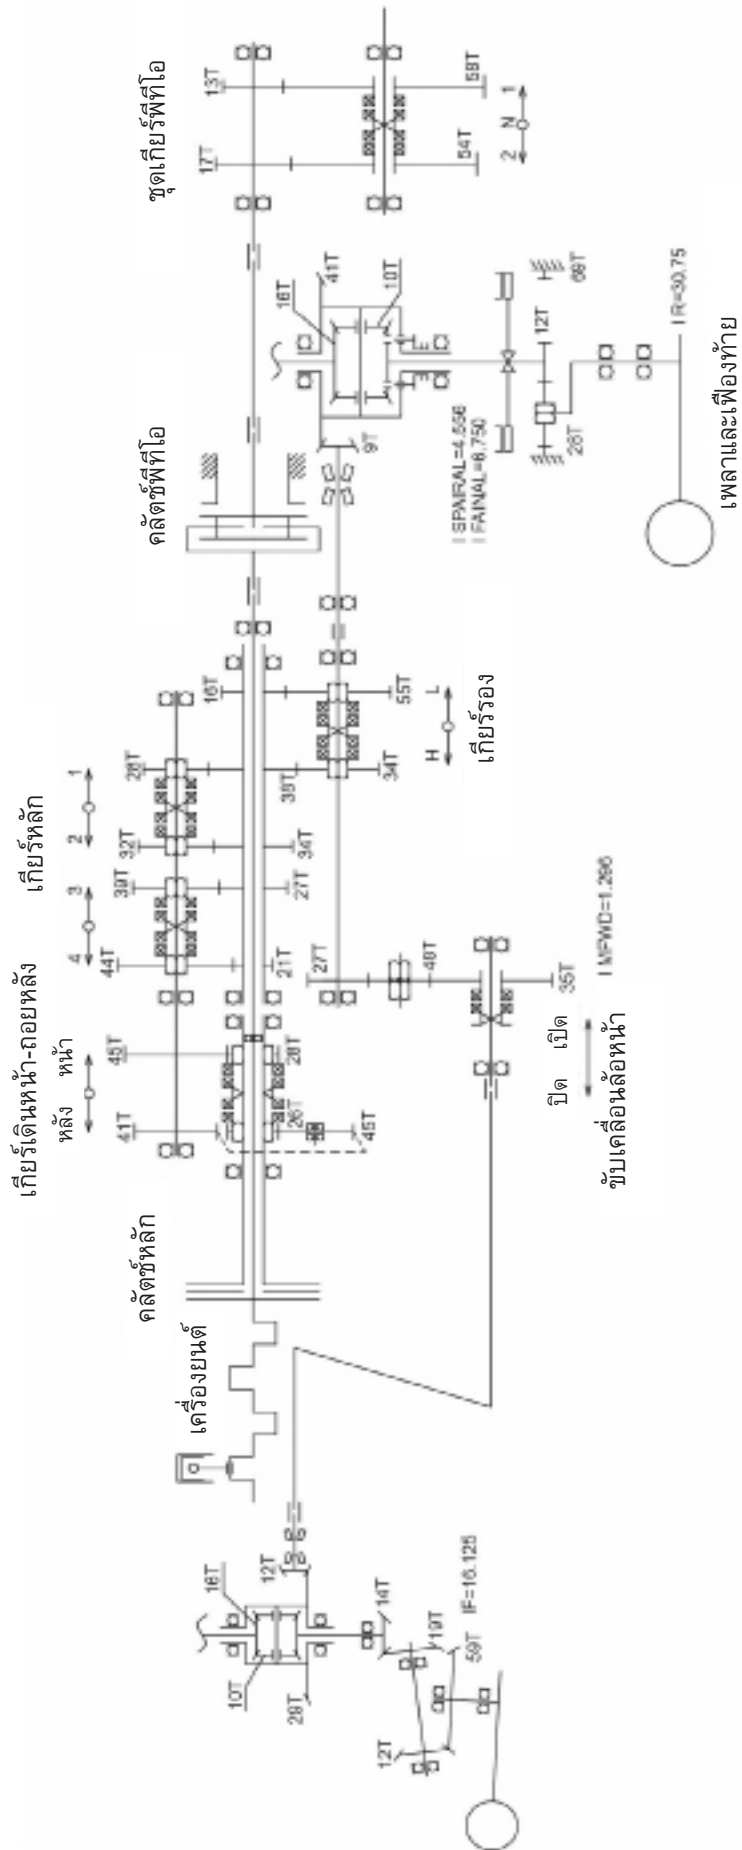 ชุดเกียร์พีทีโอ
13T
17T
58T
54T
1
N
2
คลัตช์พีทีโอ
16T
41T
10T
9T
I SPAIRAL=4.556
I FAINAL=6.750
69T
12T
26T
I R=30.75
เพลาและเฟืองท้าย
เกียร์หลัก
1
2
3
4
28T
32T
39T
44T
16T
38T
34T
27T
21T
55T
34T
L
H
เกียร์รอง
เกียร์เดินหน้า-ถอยหลัง
หน้า
หลัง
45T
41T
28T
26T
45T
27T
48T
35T
I MFWD=1.296
เปิด
ปิด
ขับเคลื่อนล้อหน้า
คลัตช์หลัก
เครื่องยนต์
16T
12T
10T
29T
14T
19T
59T
12T
IF=16.125